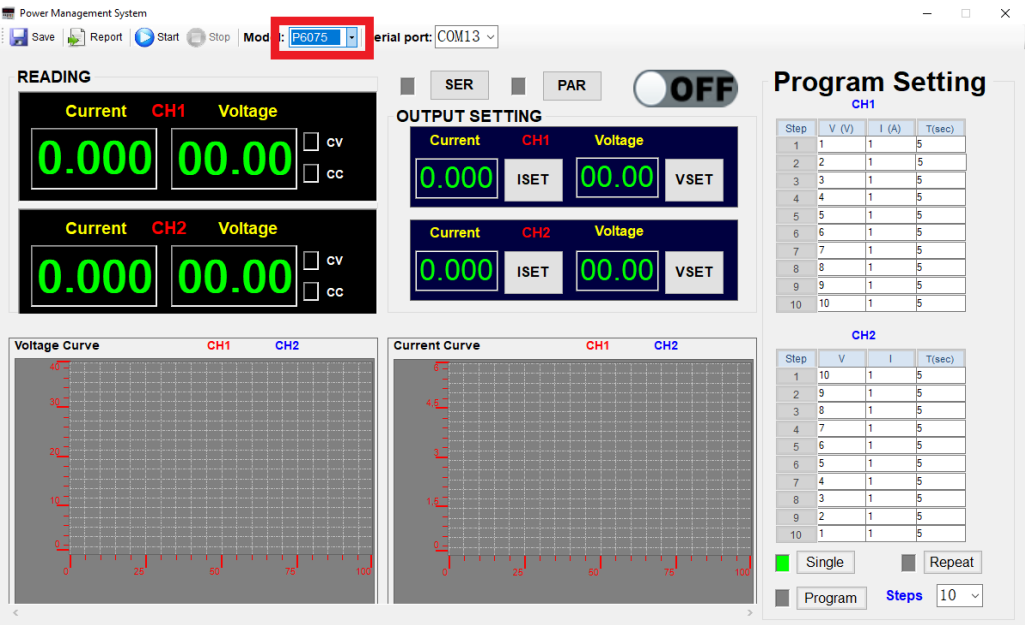 Power Management System
Save Report Start Stop Model: P6075 Serial port: COM13
READING
Current CH1 Voltage
0.000 00.00 CV
CC
Current CH2 Voltage
0.000 00.00 CV
CC
SER PAR OFF
OUTPUT SETTING
Current CH1 Voltage
0.000 ISET 00.00 VSET
Current CH2 Voltage
0.000 ISET 00.00 VSET
Voltage Curve CH1 CH2
40
30
20
10
0
0 25 50 75 100
Current Curve CH1 CH2
6
4.5
3
1.5
0
0 25 50 75 100
Program Setting
CH1
Step V (V) I (A) T(sec)
1 1 1 5
2 2 1 5
3 3 1 5
4 4 1 5
5 5 1 5
6 6 1 5
7 7 1 5
8 8 1 5
9 9 1 5
10 10 1 5
CH2
Step V I T(sec)
1 10 1 5
2 9 1 5
3 8 1 5
4 7 1 5
5 6 1 5
6 5 1 5
7 4 1 5
8 3 1 5
9 2 1 5
10 1 1 5
Single Repeat
Program Steps 10